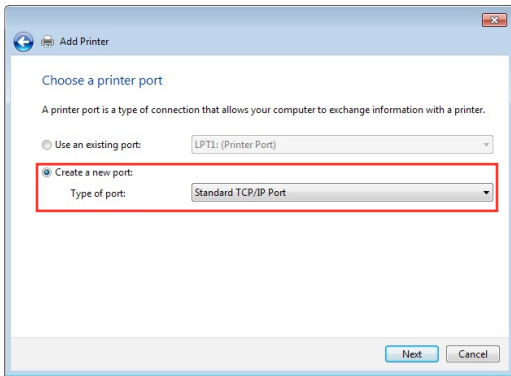 Add Printer
Choose a printer port
A printer port is a type of connection that allows your computer to exchange information with a printer.
Use an existing port: LPT1: (Printer Port)
Create a new port:
Type of port: Standard TCP/IP Port
Next Cancel